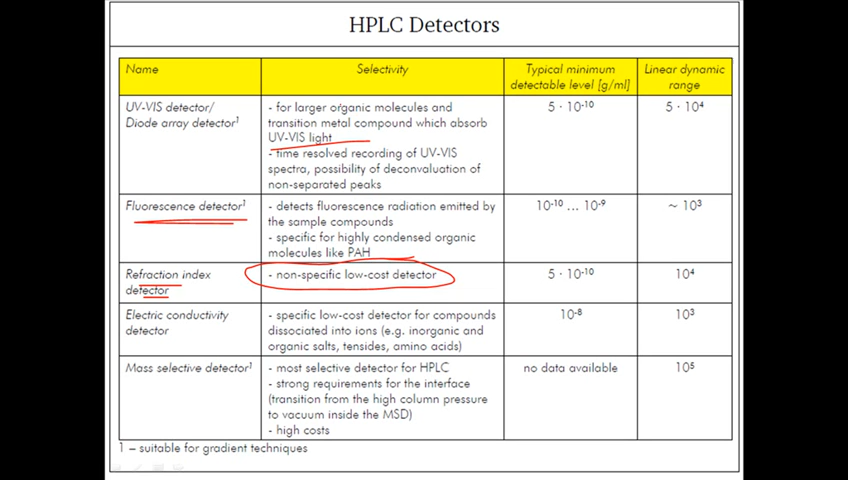 HPLC Detectors
Name
Selectivity
Typical minimum
detectable level [g/ml]
Linear dynamic
range
UV-VIS detector/
Diode array detector¹
- for larger organic molecules and
transition metal compound which absorb
UV-VIS light
- time resolved recording of UV-VIS
spectra, possibility of deconvaluation of
non-separated peaks
5 · 10⁻¹⁰
5 · 10⁴
Fluorescence detector¹
- detects fluorescence radiation emitted by
the sample compounds
- specific for highly condensed organic
molecules like PAH
10⁻¹⁰ ... 10⁻⁹
~ 10³
Refraction index
detector
- non-specific low-cost detector
5 · 10⁻¹⁰
10⁴
Electric conductivity
detector
- specific low-cost detector for compounds
dissociated into ions (e.g. inorganic and
organic salts, tensides, amino acids)
10⁻⁸
10³
Mass selective detector¹
- most selective detector for HPLC
- strong requirements for the interface
(transition from the high column pressure
to vacuum inside the MSD)
- high costs
no data available
10⁵
1 – suitable for gradient techniques